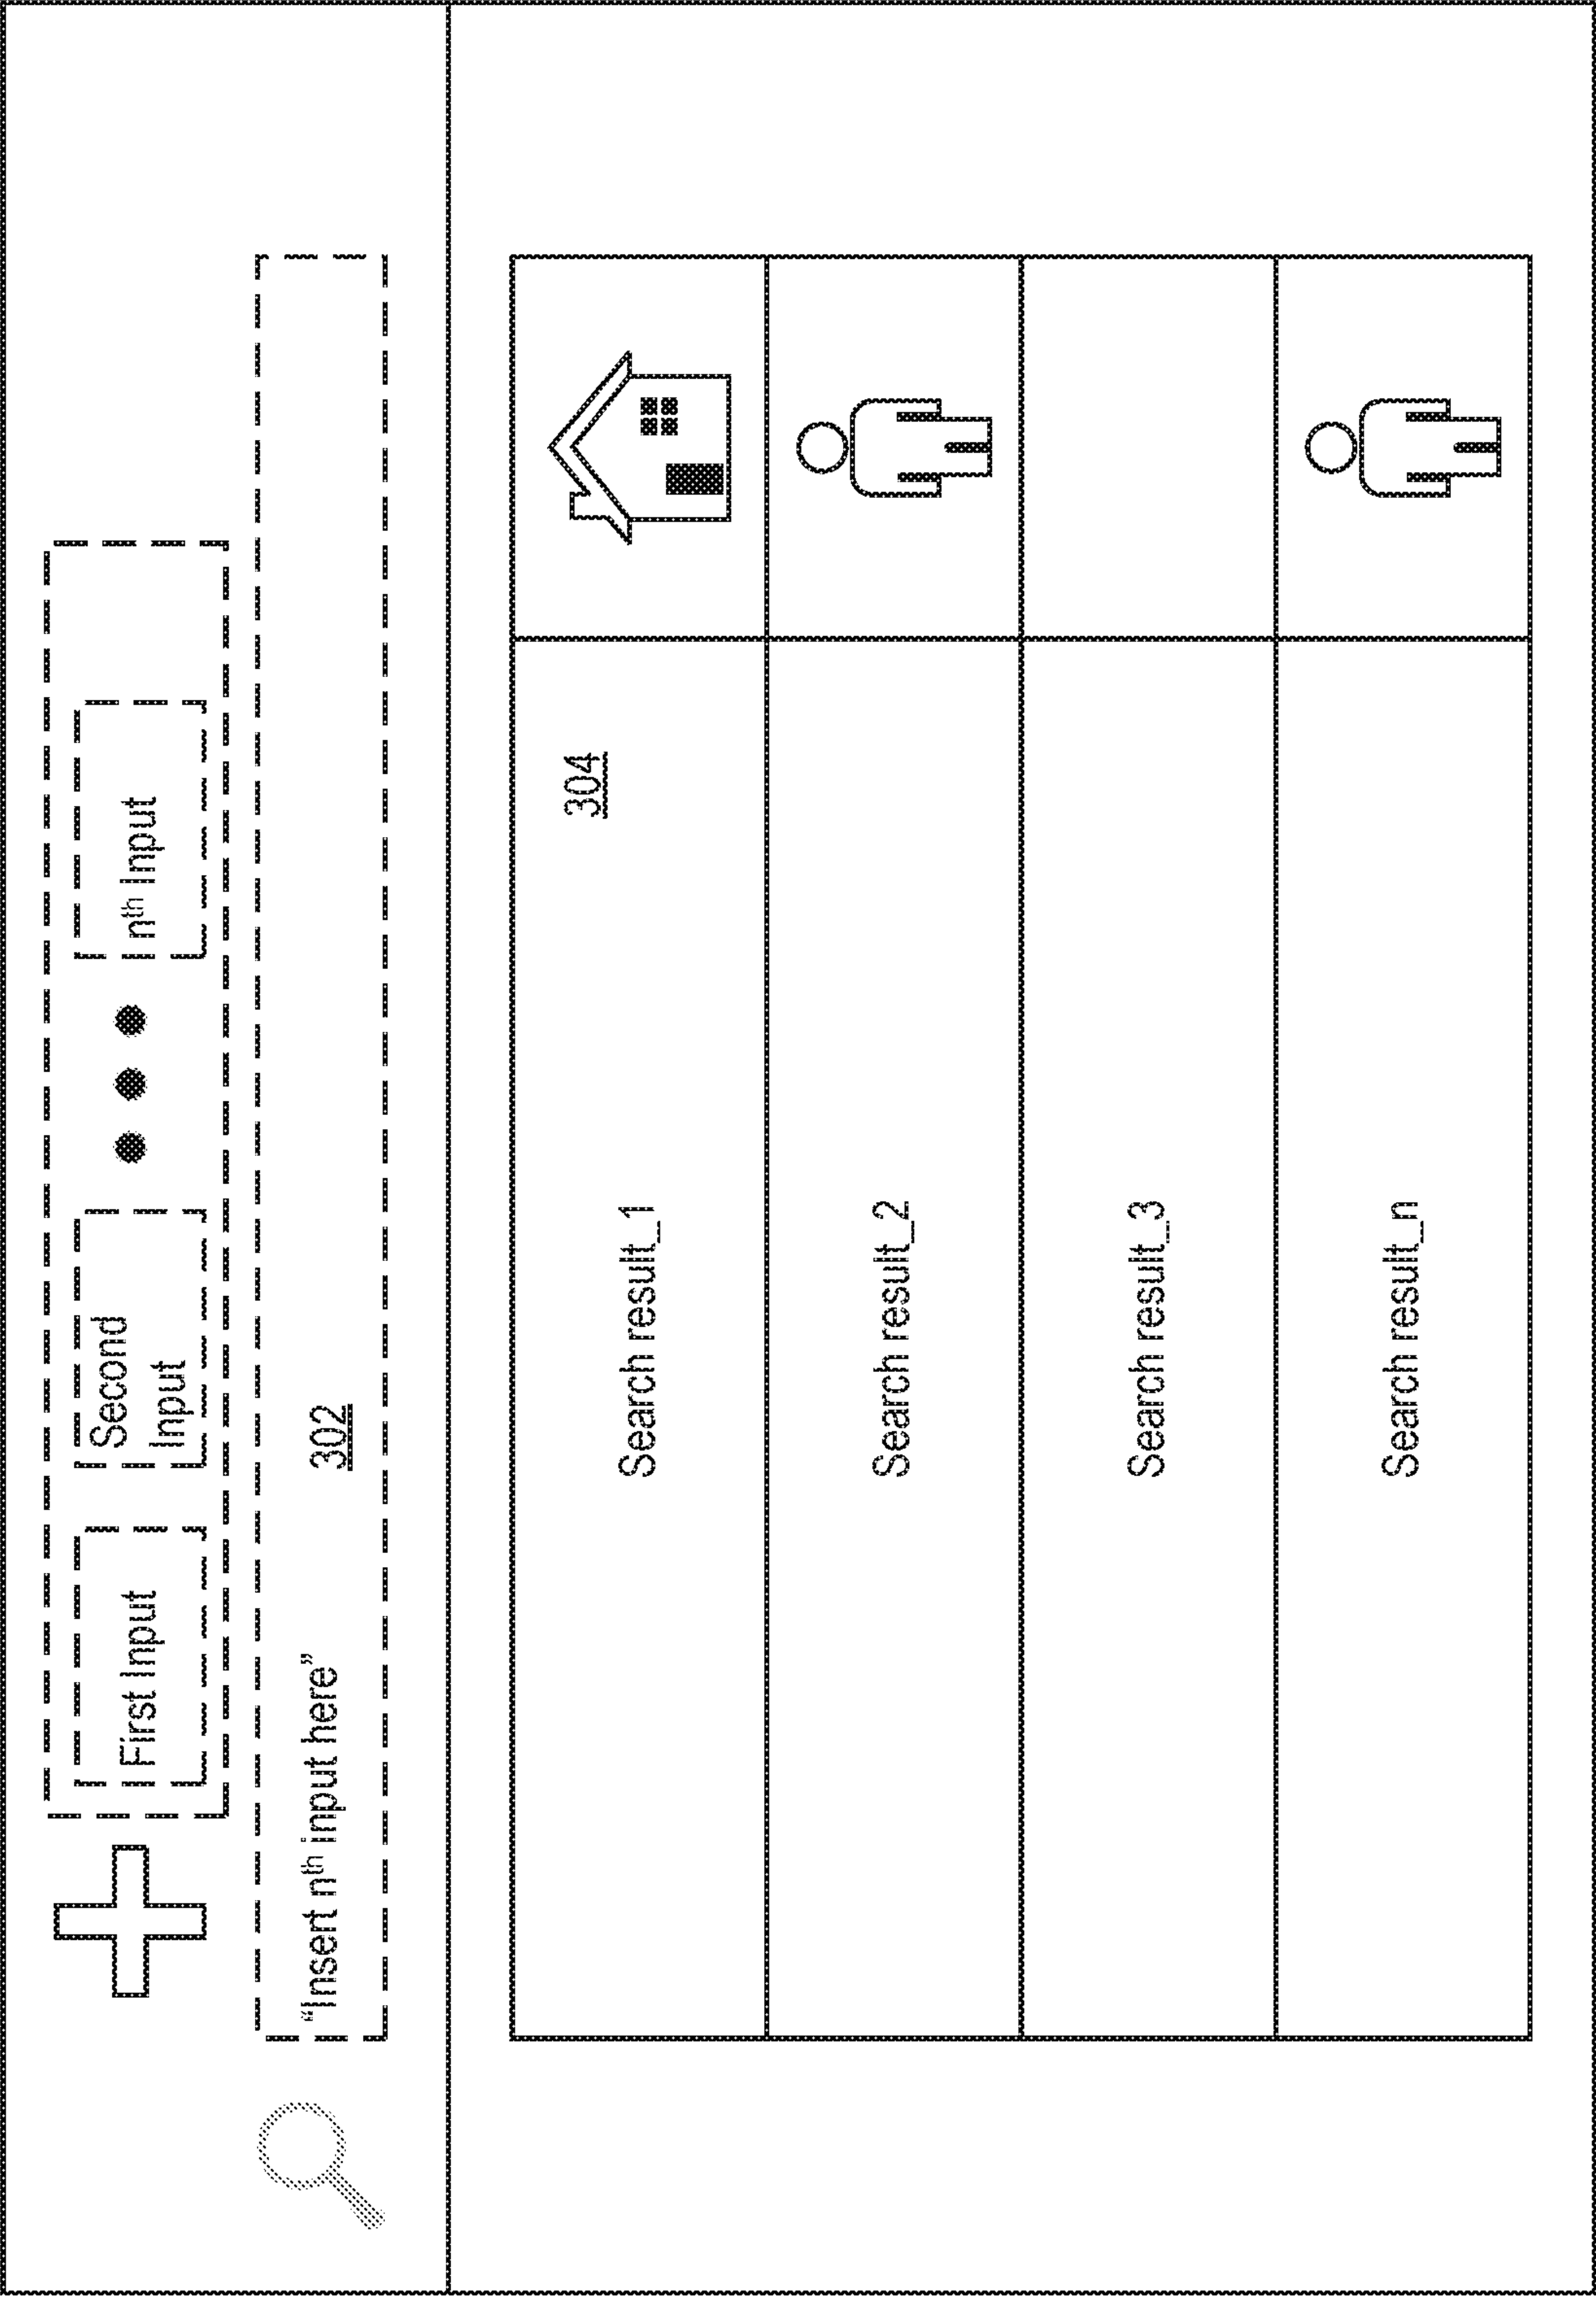 First Input
Second
Input
nth Input
“Insert nth input here”
302
304
Search result_1
Search result_2
Search result_3
Search result_n